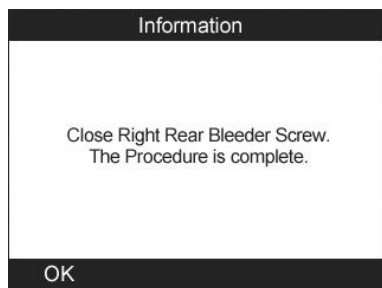 Information
Close Right Rear Bleeder Screw.
The Procedure is complete.
OK